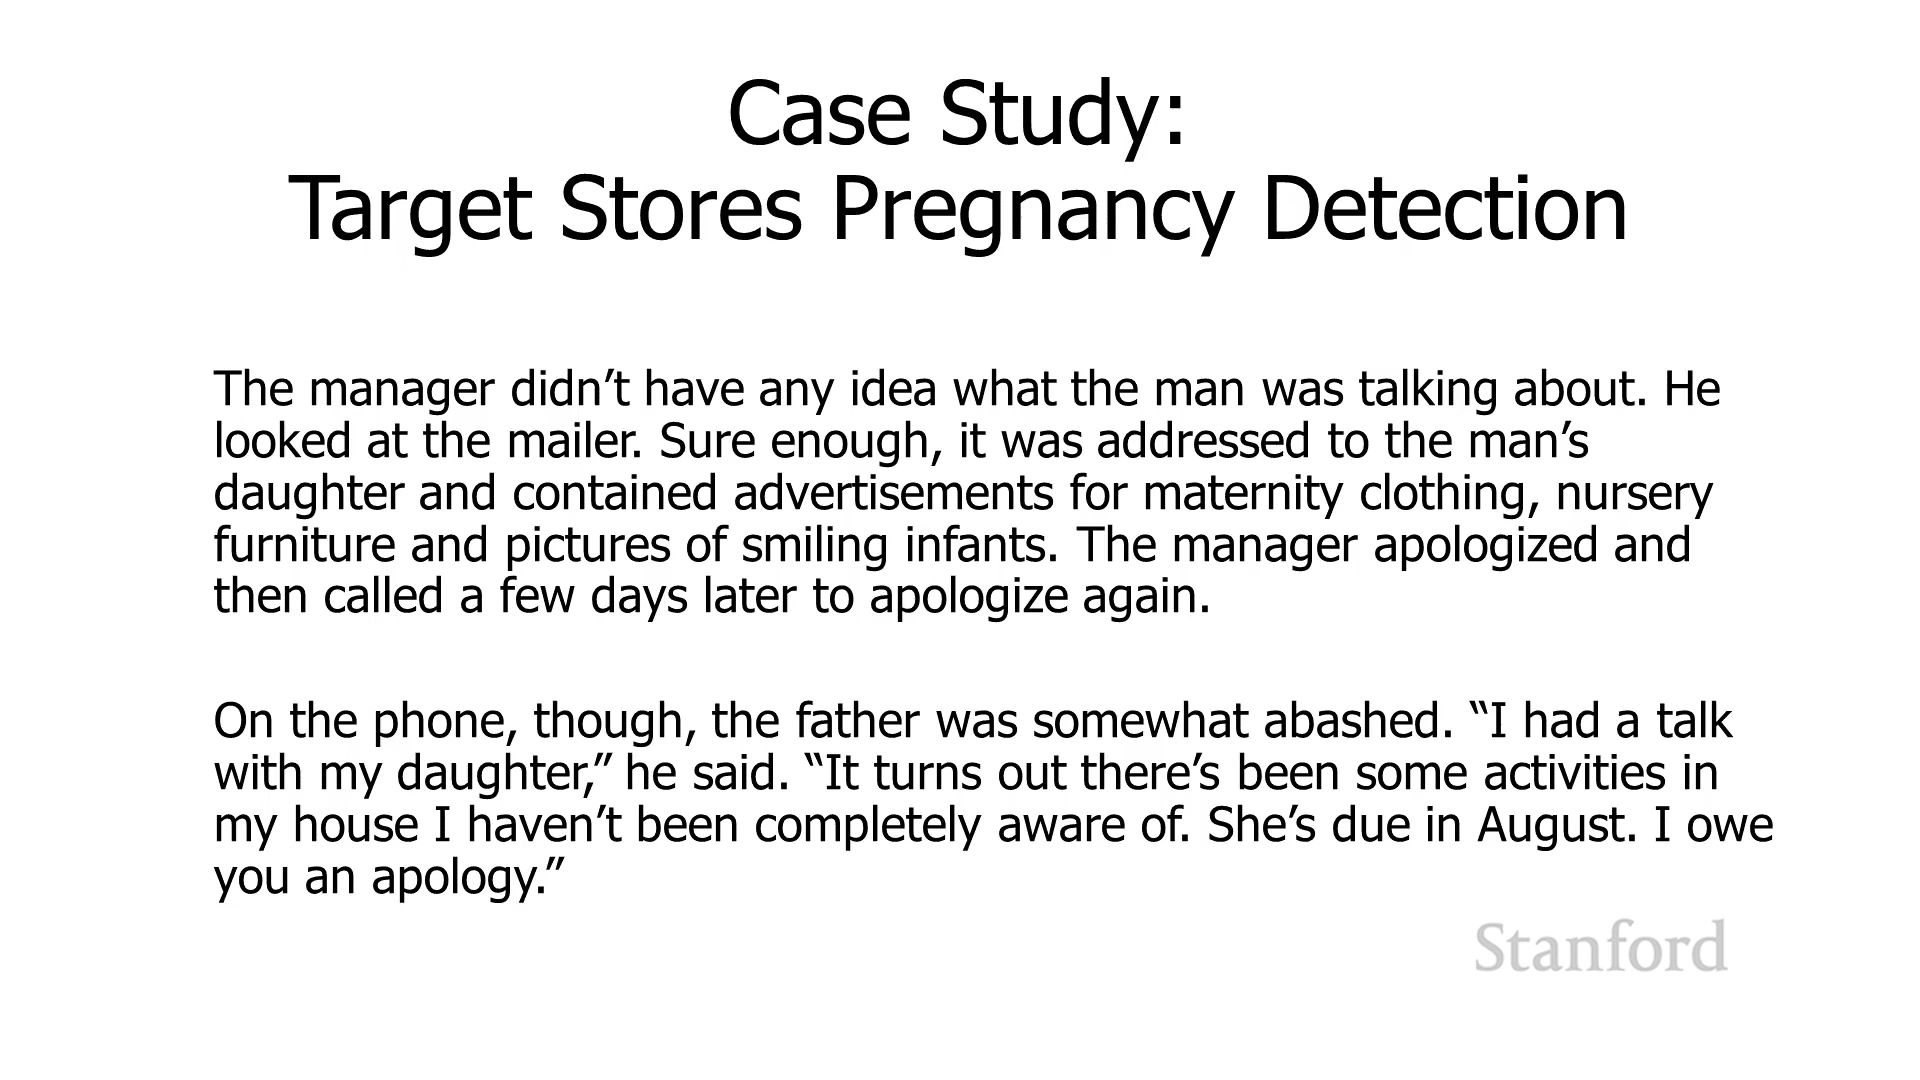 Case Study:
Target Stores Pregnancy Detection
The manager didn’t have any idea what the man was talking about. He
looked at the mailer. Sure enough, it was addressed to the man’s
daughter and contained advertisements for maternity clothing, nursery
furniture and pictures of smiling infants. The manager apologized and
then called a few days later to apologize again.
On the phone, though, the father was somewhat abashed. “I had a talk
with my daughter,” he said. “It turns out there’s been some activities in
my house I haven’t been completely aware of. She’s due in August. I owe
you an apology.”
Stanford